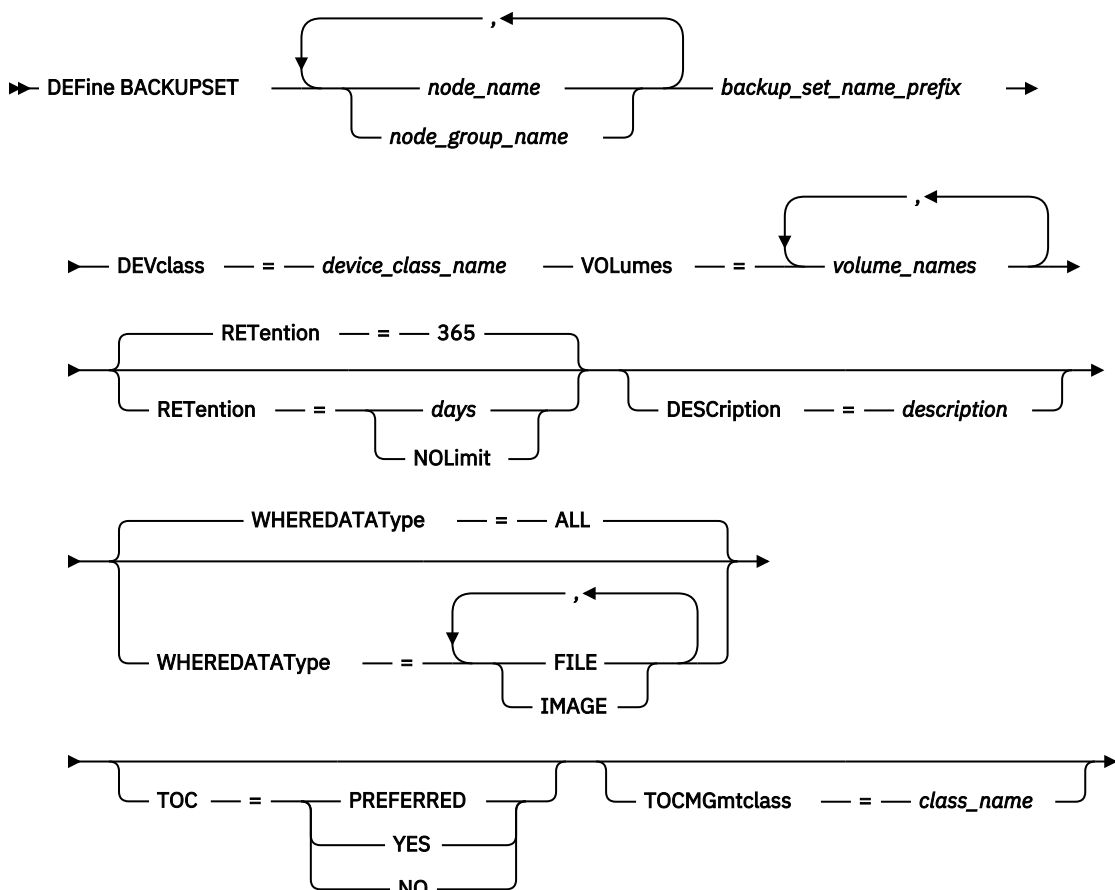 ,
DEFine BACKUPSET node_name backup_set_name_prefix
node_group_name
,
DEVclass = device_class_name VOLumes = volume_names
RETention = 365
RETention = days DESCription = description
NOLimit
WHEREDATAType = ALL
,
WHEREDATAType = FILE
IMAGE
TOC = PREFERRED TOCMGmtclass = class_name
YES
NO